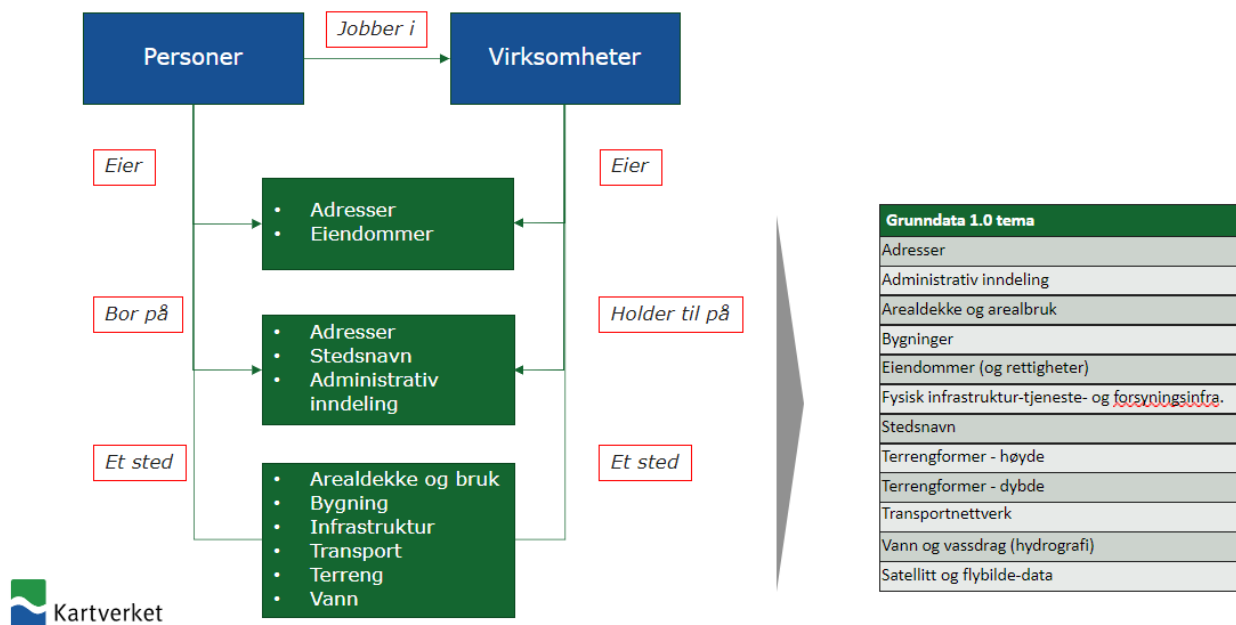 Jobber i
Personer
Virksomheter
Eier
Eier
• Adresser
• Eiendommer
Bor på
Holder til på
• Adresser
• Stedsnavn
• Administrativ
inndeling
Et sted
Et sted
• Arealdekke og bruk
• Bygning
• Infrastruktur
• Transport
• Terreng
• Vann
Kartverket
Grunndata 1.0 tema
Adresser
Administrativ inndeling
Arealdekke og arealbruk
Bygninger
Eiendommer (og rettigheter)
Fysisk infrastruktur-tjeneste- og forsyningsinfra.
Stedsnavn
Terrengformer - høyde
Terrengformer - dybde
Transportnettverk
Vann og vassdrag (hydrografi)
Satellitt og flybilde-data